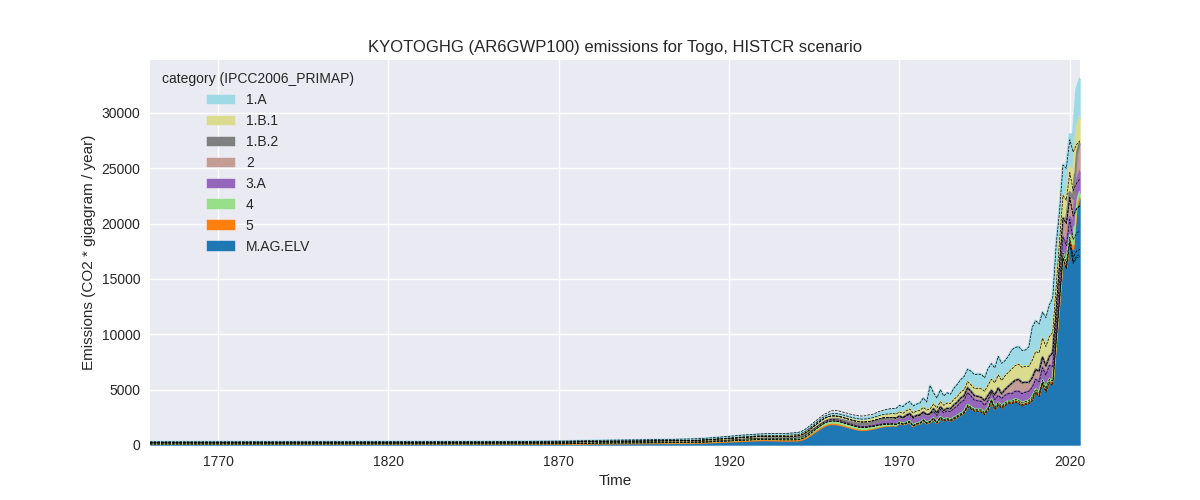 KYOTOGHG (AR6GWP100) emissions for Togo, HISTCR scenario
category (IPCC2006_PRIMAP)
1.A
1.B.1
1.B.2
2
3.A
4
5
M.AG.ELV
Emissions (CO2 * gigagram / year)
30000
25000
20000
15000
10000
5000
0
1770
1820
1870
1920
1970
2020
Time